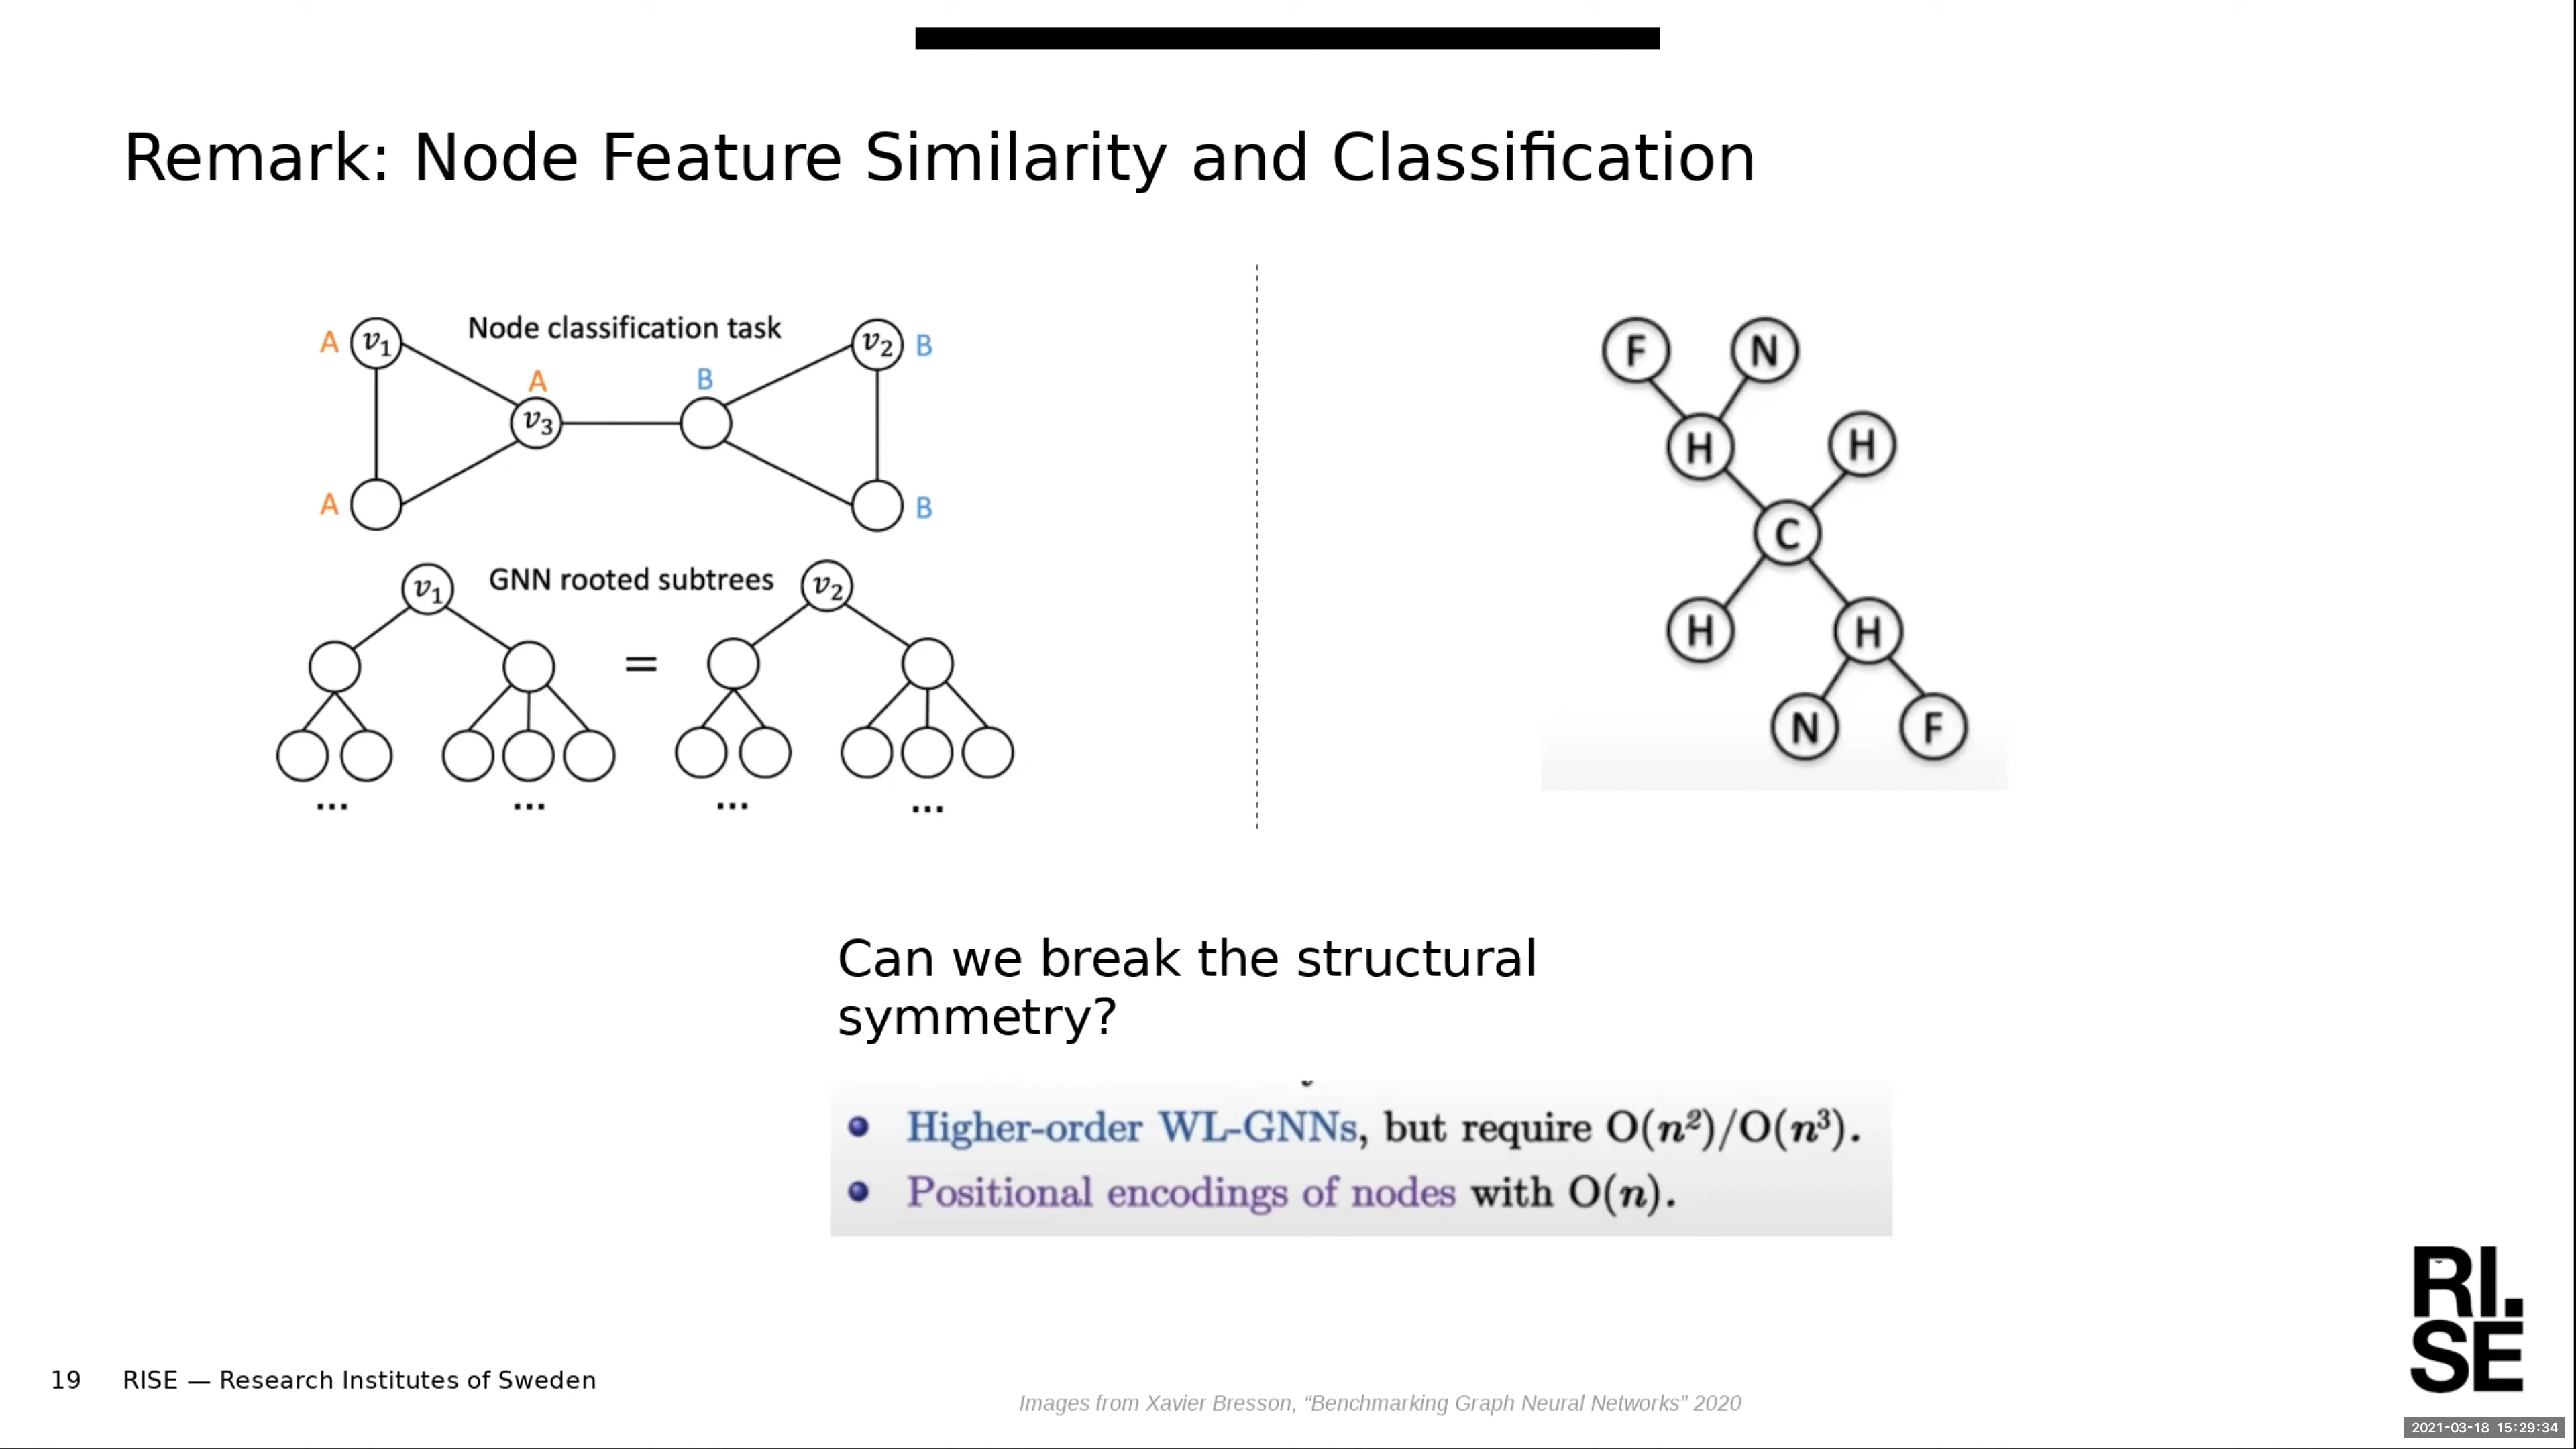 Remark: Node Feature Similarity and Classification
Node classification task
A v₁
v₂ B
A
B
v₃
A
B
v₁ GNN rooted subtrees v₂
=
... ... ... ...
F N
H H
C
H H
N F
Can we break the structural
symmetry?
• Higher-order WL-GNNs, but require O(n²)/O(n³).
• Positional encodings of nodes with O(n).
RI.
SE
19 RISE — Research Institutes of Sweden
Images from Xavier Bresson, “Benchmarking Graph Neural Networks” 2020
2021-03-18 15:29:34